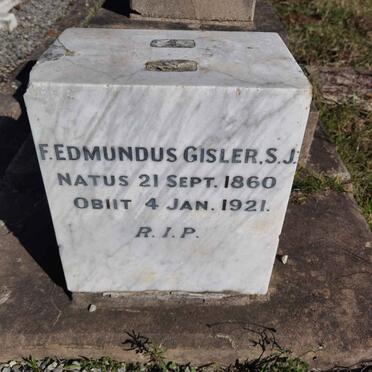 F. EDMUNDUS GISLER. S.J.
NATUS 21 SEPT. 1860
OBIIT 4 JAN. 1921.
R.I.P.